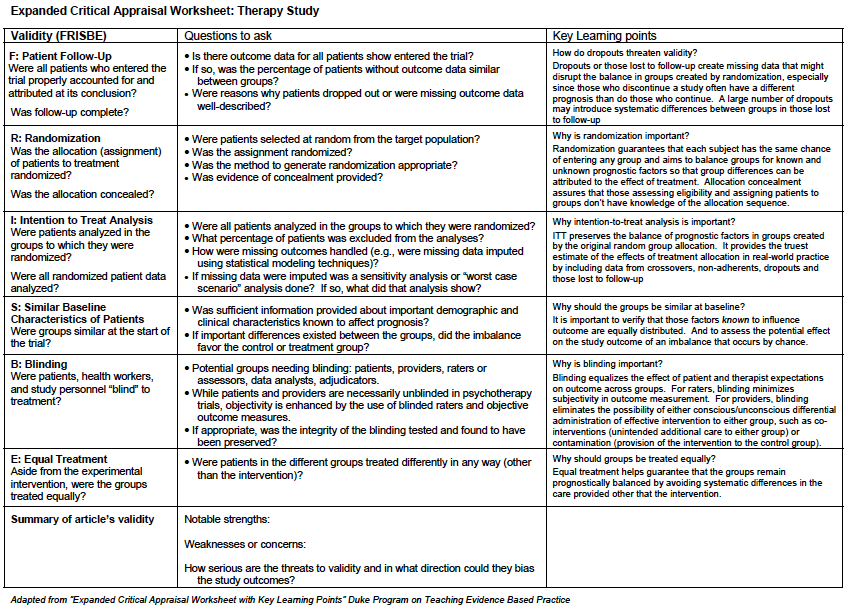 Expanded Critical Appraisal Worksheet: Therapy Study
Validity (FRISBE)
Questions to ask
Key Learning points
F: Patient Follow-Up
Were all patients who entered the
trial properly accounted for and
attributed at its conclusion?
Was follow-up complete?
• Is there outcome data for all patients show entered the trial?
• If so, was the percentage of patients without outcome data similar
between groups?
• Were reasons why patients dropped out or were missing outcome data
well-described?
How do dropouts threaten validity?
Dropouts or those lost to follow-up create missing data that might
disrupt the balance in groups created by randomization, especially
since those who discontinue a study often have a different
prognosis than do those who continue.  A large number of dropouts
may introduce systematic differences between groups in those lost
to follow-up
R: Randomization
Was the allocation (assignment)
of patients to treatment
randomized?
Was the allocation concealed?
• Were patients selected at random from the target population?
• Was the assignment randomized?
• Was the method to generate randomization appropriate?
• Was evidence of concealment provided?
Why is randomization important?
Randomization guarantees that each subject has the same chance
of entering any group and aims to balance groups for known and
unknown prognostic factors so that group differences can be
attributed to the effect of treatment.  Allocation concealment
assures that those assessing eligibility and assigning patients to
groups don't have knowledge of the allocation sequence.
I: Intention to Treat Analysis
Were patients analyzed in the
groups to which they were
randomized?
Were all randomized patient data
analyzed?
• Were all patients analyzed in the groups to which they were randomized?
• What percentage of patients was excluded from the analyses?
• How were missing outcomes handled (e.g., were missing data imputed
using statistical modeling techniques)?
• If missing data were imputed was a sensitivity analysis or “worst case
scenario” analysis done?  If so, what did that analysis show?
Why intention-to-treat analysis is important?
ITT preserves the balance of prognostic factors in groups created
by the original random group allocation.  It provides the truest
estimate of the effects of treatment allocation in real-world practice
by including data from crossovers, non-adherents, dropouts and
those lost to follow-up
S: Similar Baseline
Characteristics of Patients
Were groups similar at the start of
the trial?
• Was sufficient information provided about important demographic and
clinical characteristics known to affect prognosis?
• If important differences existed between the groups, did the imbalance
favor the control or treatment group?
Why should the groups be similar at baseline?
It is important to verify that those factors known to influence
outcome are equally distributed.  And to assess the potential effect
on the study outcome of an imbalance that occurs by chance.
B: Blinding
Were patients, health workers,
and study personnel “blind” to
treatment?
• Potential groups needing blinding: patients, providers, raters or
assessors, data analysts, adjudicators.
• While patients and providers are necessarily unblinded in psychotherapy
trials, objectivity is enhanced by the use of blinded raters and objective
outcome measures.
• If appropriate, was the integrity of the blinding tested and found to have
been preserved?
Why is blinding important?
Blinding equalizes the effect of patient and therapist expectations
on outcome across groups.  For raters, blinding minimizes
subjectivity in outcome measurement.  For providers, blinding
eliminates the possibility of either conscious/unconscious differential
administration of effective intervention to either group, such as co-
interventions (unintended additional care to either group) or
contamination (provision of the intervention to the control group).
E: Equal Treatment
Aside from the experimental
intervention, were the groups
treated equally?
• Were patients in the different groups treated differently in any way (other
than the intervention)?
Why should groups be treated equally?
Equal treatment helps guarantee that the groups remain
prognostically balanced by avoiding systematic differences in the
care provided other that the intervention.
Summary of article's validity
Notable strengths:
Weaknesses or concerns:
How serious are the threats to validity and in what direction could they bias
the study outcomes?
Adapted from “Expanded Critical Appraisal Worksheet with Key Learning Points” Duke Program on Teaching Evidence Based Practice